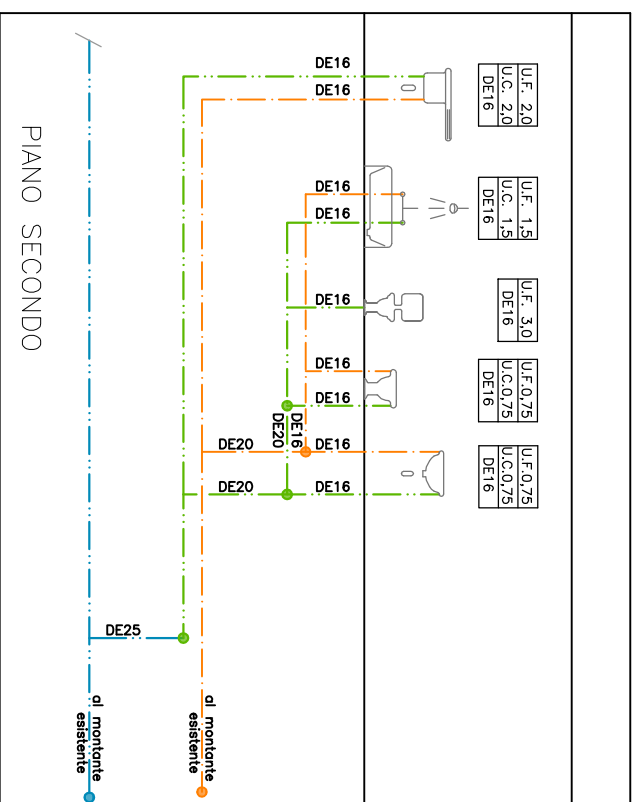 U.F. 2,0
U.C. 2,0
DE16
U.F. 1,5
U.C. 1,5
DE16
U.F. 3,0
DE16
U.F.0,75
U.C.0,75
DE16
U.F.0,75
U.C.0,75
DE16
DE16
DE16
DE16
DE16
DE16
DE16
DE16
DE16
DE20
DE16
DE20
DE16
DE20
DE25
al montante
esistente
al montante
esistente
PIANO SECONDO